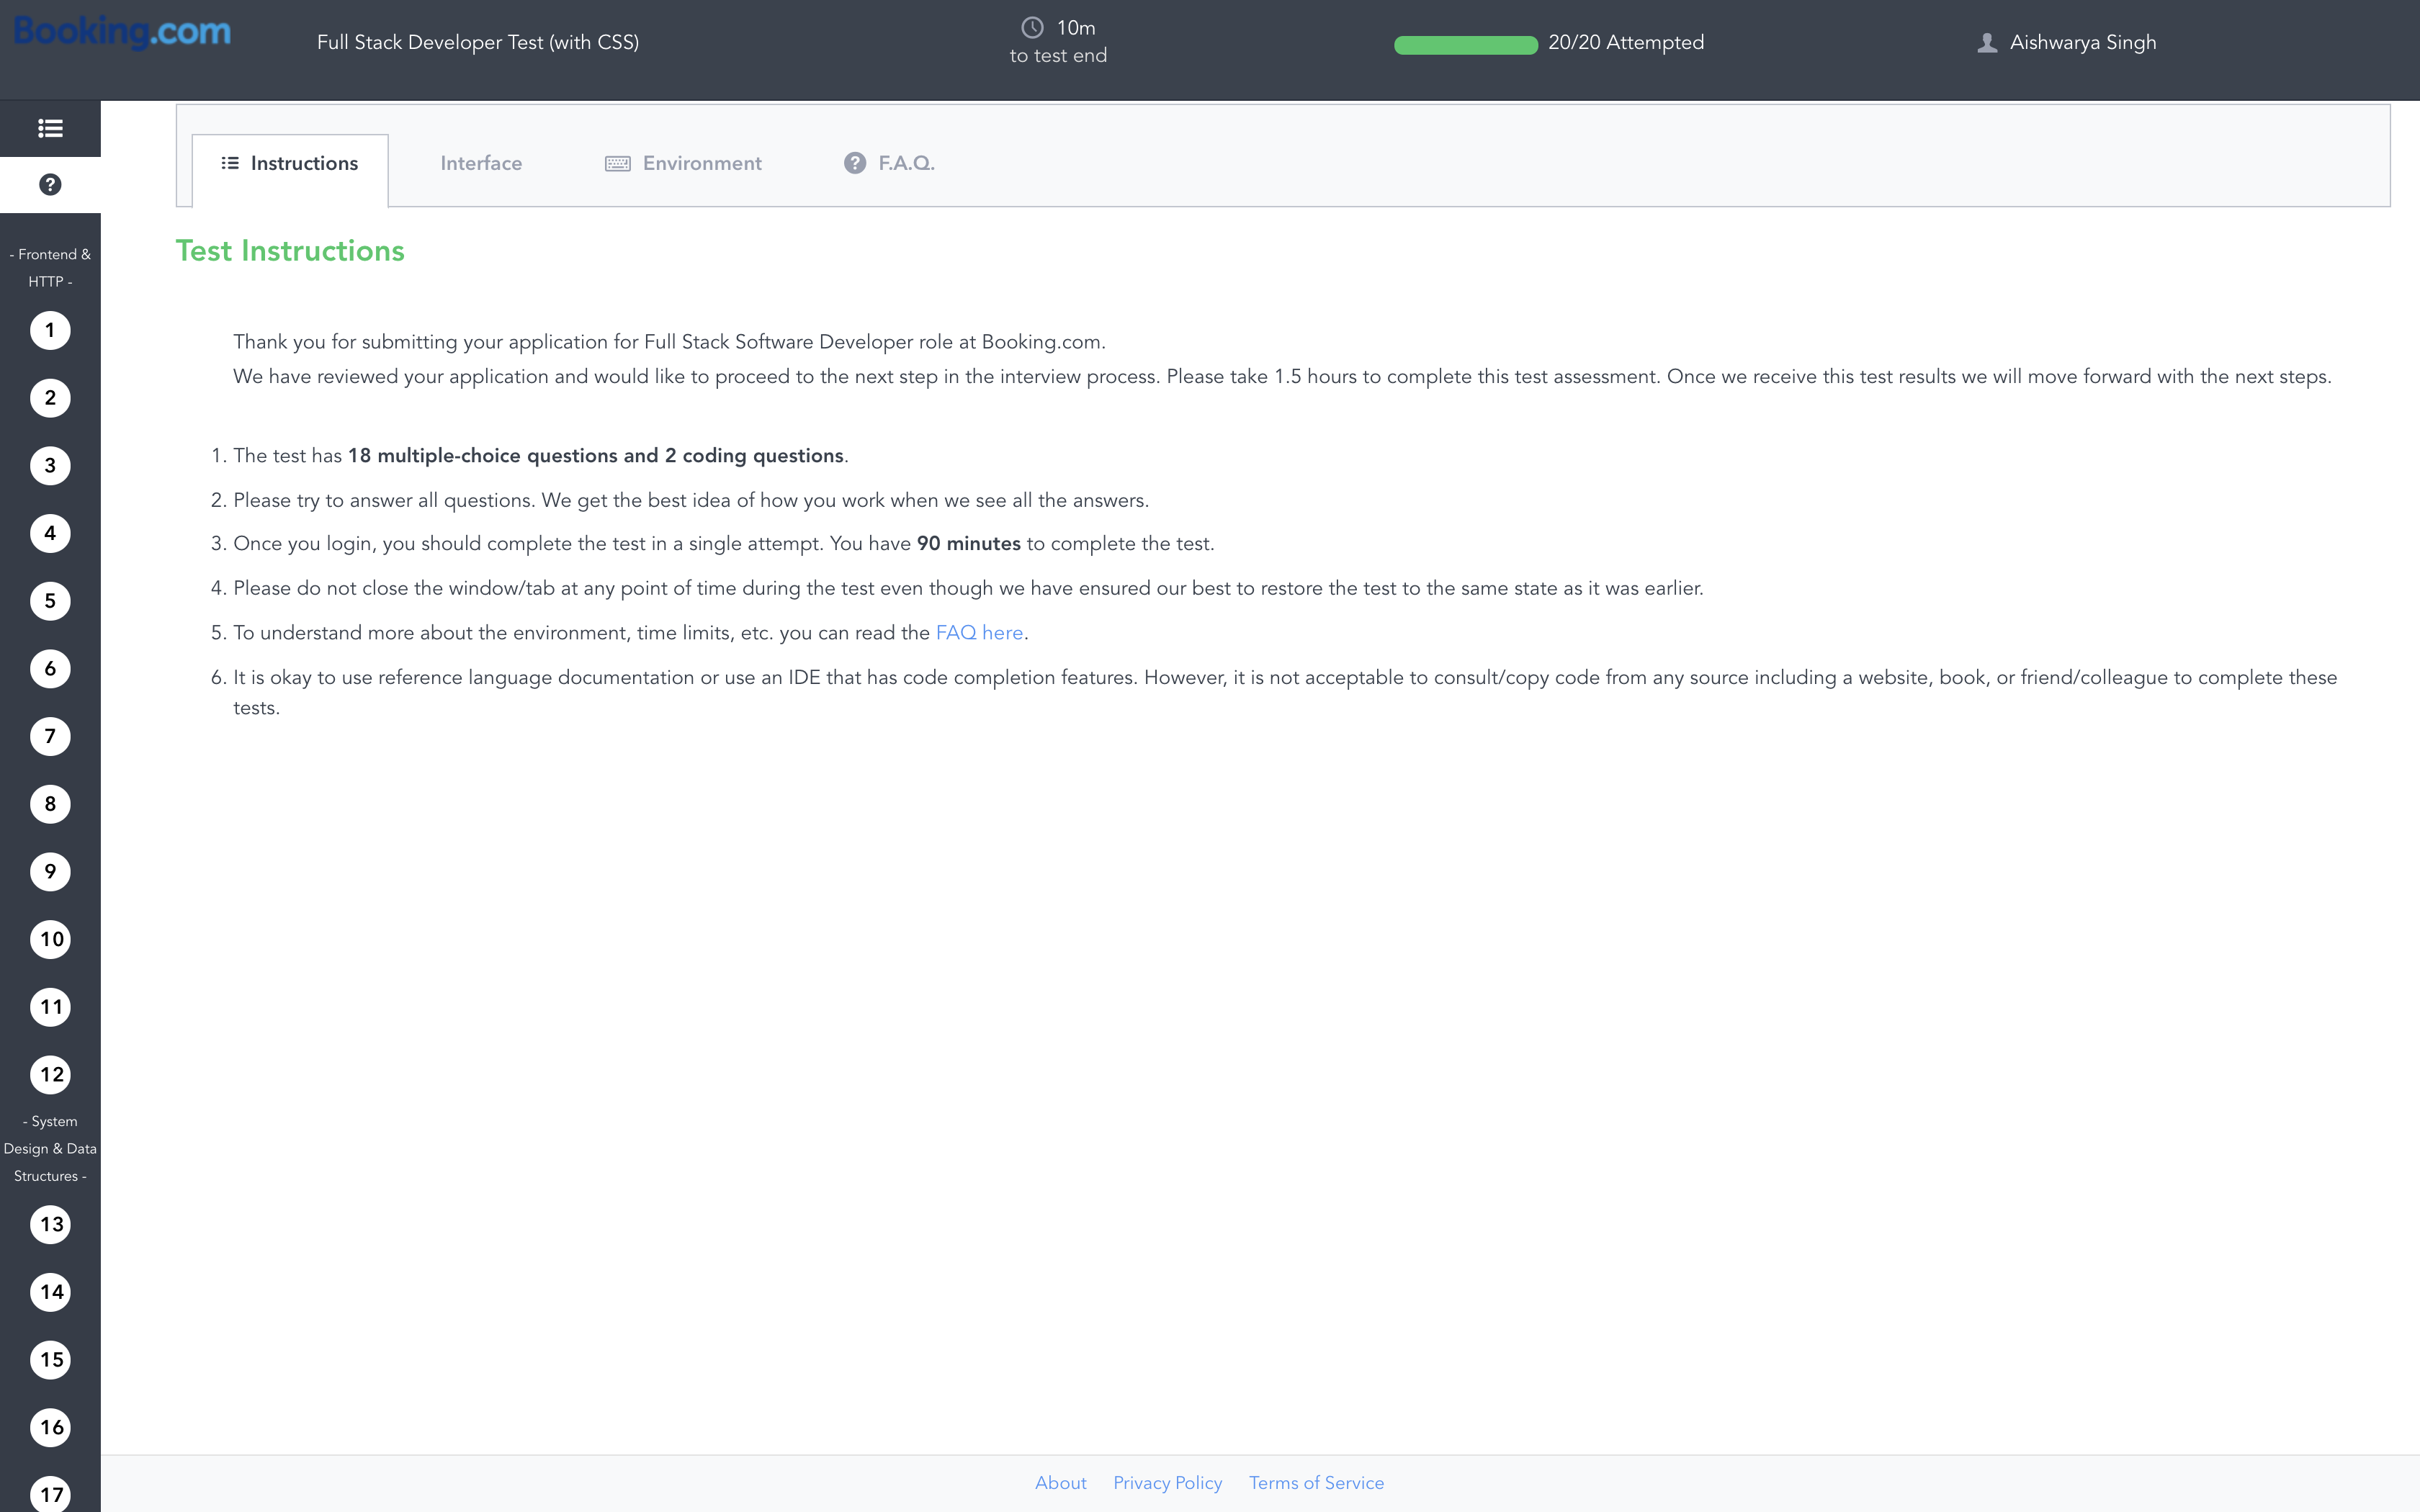 Booking.com
Full Stack Developer Test (with CSS)
10m
to test end
20/20 Attempted
Aishwarya Singh
Instructions
Interface
Environment
F.A.Q.
- Frontend &
HTTP -
1
2
3
4
5
6
7
8
9
10
11
12
- System
Design & Data
Structures -
13
14
15
16
17
Test Instructions
Thank you for submitting your application for Full Stack Software Developer role at Booking.com.
We have reviewed your application and would like to proceed to the next step in the interview process. Please take 1.5 hours to complete this test assessment. Once we receive this test results we will move forward with the next steps.
1. The test has 18 multiple-choice questions and 2 coding questions.
2. Please try to answer all questions. We get the best idea of how you work when we see all the answers.
3. Once you login, you should complete the test in a single attempt. You have 90 minutes to complete the test.
4. Please do not close the window/tab at any point of time during the test even though we have ensured our best to restore the test to the same state as it was earlier.
5. To understand more about the environment, time limits, etc. you can read the FAQ here.
6. It is okay to use reference language documentation or use an IDE that has code completion features. However, it is not acceptable to consult/copy code from any source including a website, book, or friend/colleague to complete these
tests.
About
Privacy Policy
Terms of Service